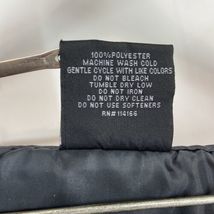 100% POLYESTER
MACHINE WASH COLD
GENTLE CYCLE WITH LIKE COLORS
DO NOT BLEACH
TUMBLE DRY LOW
DO NOT IRON
DO NOT DRY CLEAN
DO NOT USE SOFTENERS
RN# 114156